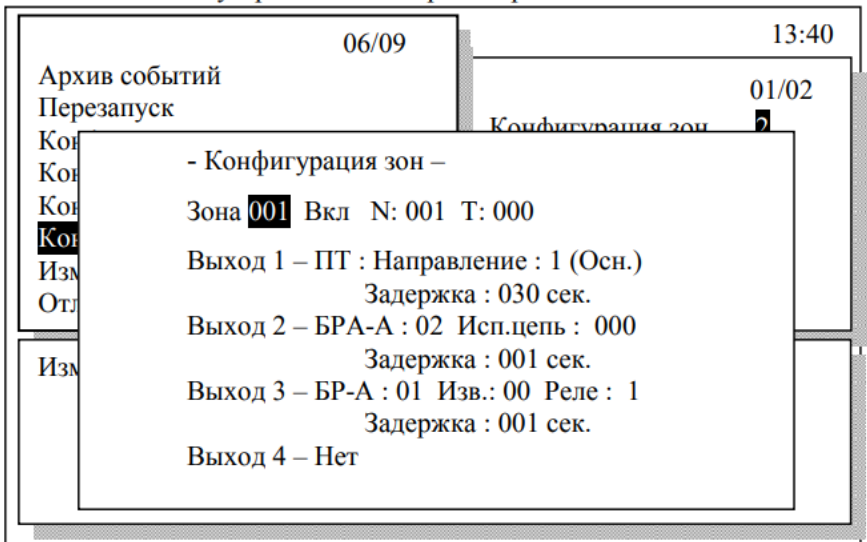 13:40
06/09
Архив событий
Перезапуск
01/02
Конфигурация зон 2
- Конфигурация зон –
Зона 001 Вкл N: 001 T: 000
Выход 1 – ПТ : Направление : 1 (Осн.)
Задержка : 030 сек.
Выход 2 – БРА-А : 02 Исп.цепь : 000
Задержка : 001 сек.
Выход 3 – БР-А : 01 Изв.: 00 Реле : 1
Задержка : 001 сек.
Выход 4 – Нет